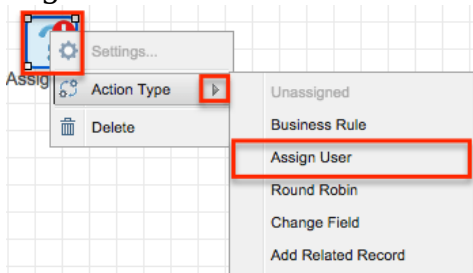 Settings...
Assig
Action Type
Unassigned
Delete
Business Rule
Assign User
Round Robin
Change Field
Add Related Record